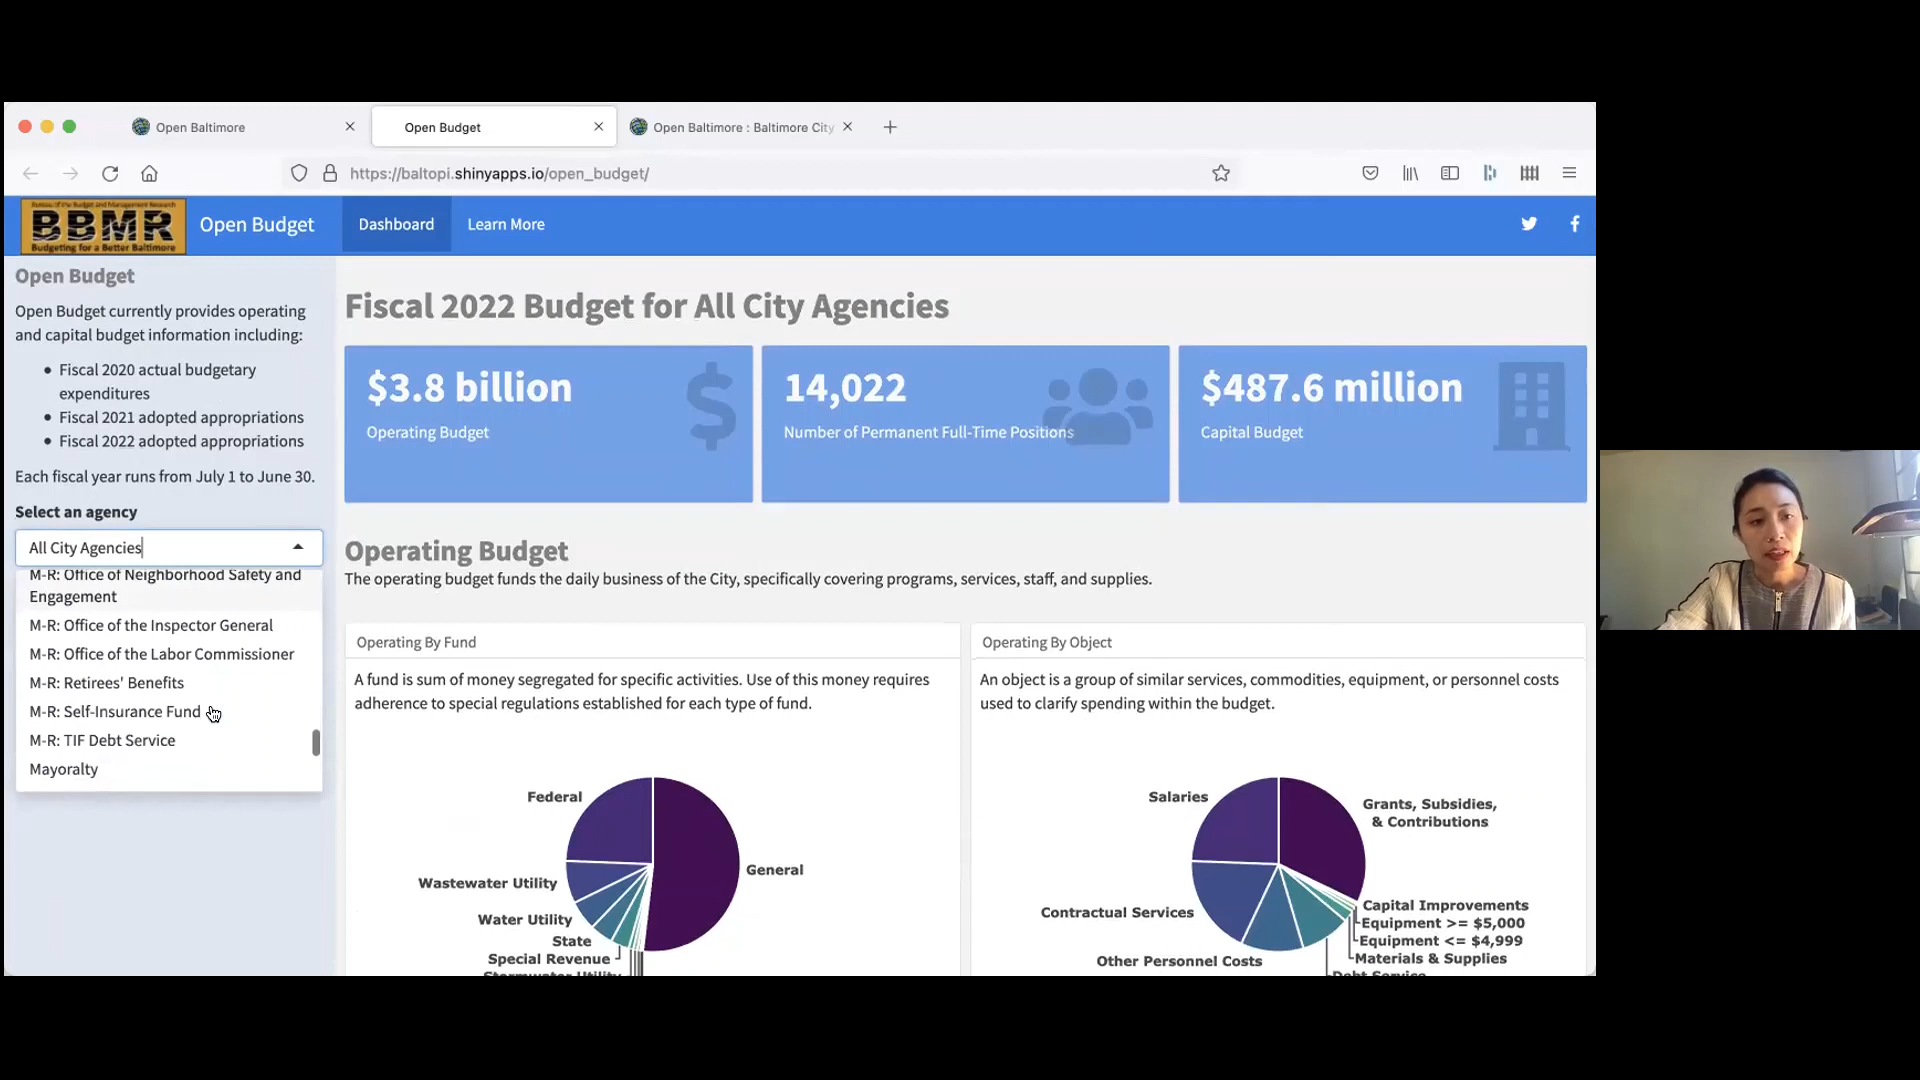 Open Baltimore
Open Budget
Open Baltimore : Baltimore City
https://baltopi.shinyapps.io/open_budget/
Bureau of the Budget and Management Research
BBMR
Budgeting for a Better Baltimore
Open Budget
Dashboard
Learn More
Open Budget
Open Budget currently provides operating
and capital budget information including:
• Fiscal 2020 actual budgetary
expenditures
• Fiscal 2021 adopted appropriations
• Fiscal 2022 adopted appropriations
Each fiscal year runs from July 1 to June 30.
Select an agency
All City Agencies
M-R: Office of Neighborhood Safety and
Engagement
M-R: Office of the Inspector General
M-R: Office of the Labor Commissioner
M-R: Retirees' Benefits
M-R: Self-Insurance Fund
M-R: TIF Debt Service
Mayoralty
Fiscal 2022 Budget for All City Agencies
$3.8 billion
Operating Budget
14,022
Number of Permanent Full-Time Positions
$487.6 million
Capital Budget
Operating Budget
The operating budget funds the daily business of the City, specifically covering programs, services, staff, and supplies.
Operating By Fund
A fund is sum of money segregated for specific activities. Use of this money requires
adherence to special regulations established for each type of fund.
Federal
General
Wastewater Utility
Water Utility
State
Special Revenue
Stormwater Utility
Operating By Object
An object is a group of similar services, commodities, equipment, or personnel costs
used to clarify spending within the budget.
Salaries
Grants, Subsidies,
& Contributions
Contractual Services
Capital Improvements
Equipment >= $5,000
Equipment <= $4,999
Materials & Supplies
Other Personnel Costs
Debt Service